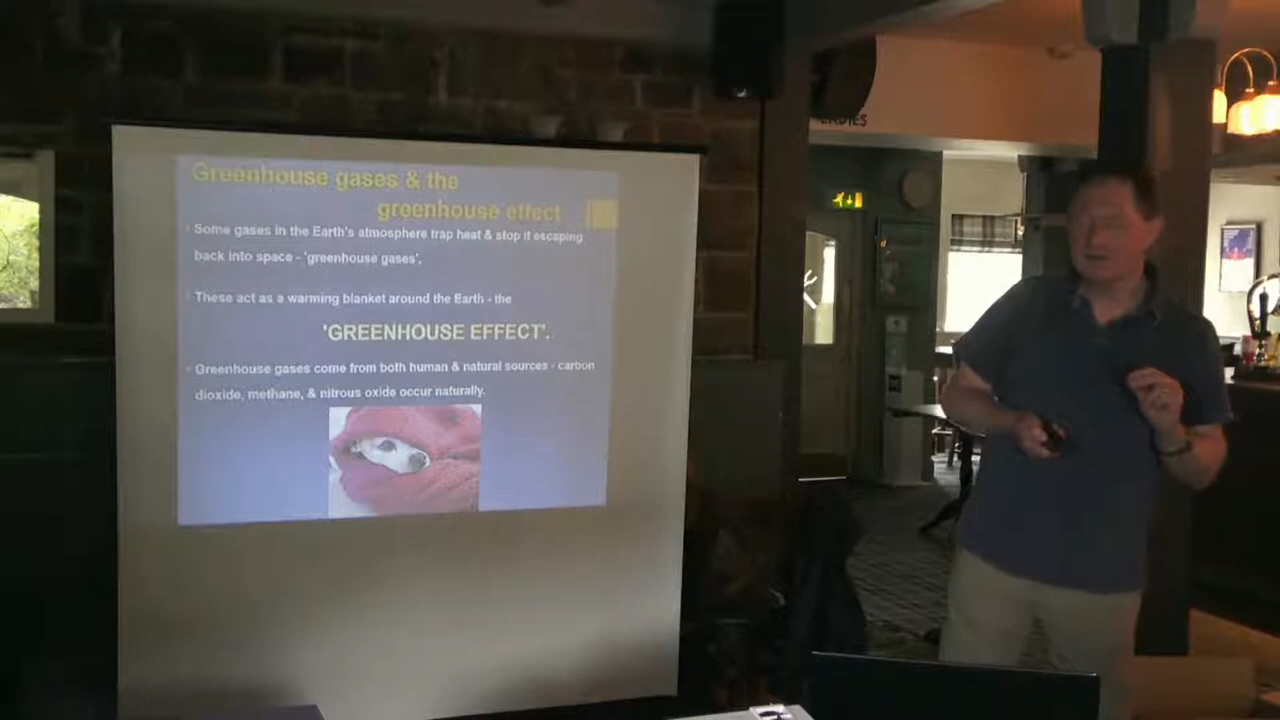 LADIES
Greenhouse gases & the
greenhouse effect
Some gases in the Earth's atmosphere trap heat & stop if escaping
back into space - 'greenhouse gases'.
These act as a warming blanket around the Earth - the
'GREENHOUSE EFFECT'.
Greenhouse gases come from both human & natural sources - carbon
dioxide, methane, & nitrous oxide occur naturally.